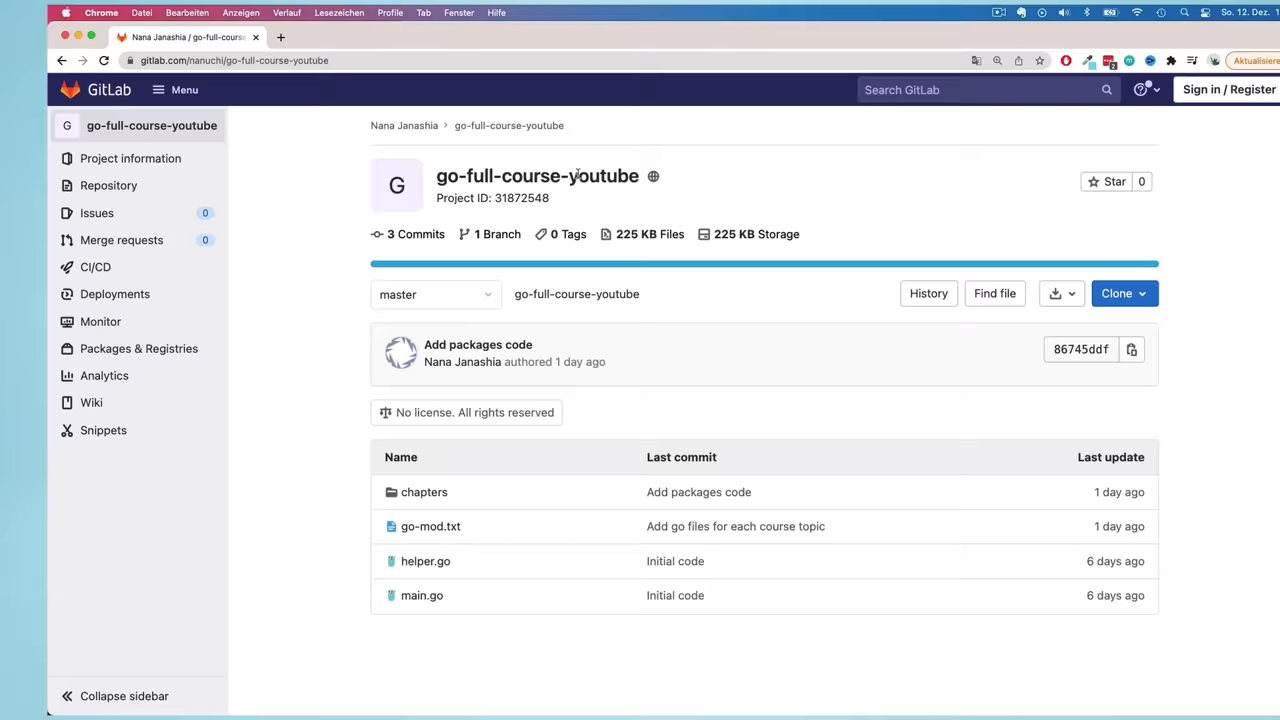 Chrome Datei Bearbeiten Anzeigen Verlauf Lesezeichen Profile Tab Fenster Hilfe So. 12. Dez. 1
Nana Janashia / go-full-course
gitlab.com/nanuchi/go-full-course-youtube Aktualisiere
GitLab Menu Search GitLab Sign in / Register
G go-full-course-youtube
Project information
Repository
Issues 0
Merge requests 0
CI/CD
Deployments
Monitor
Packages & Registries
Analytics
Wiki
Snippets
Collapse sidebar
Nana Janashia › go-full-course-youtube
G
go-full-course-youtube
Project ID: 31872548
Star 0
3 Commits 1 Branch 0 Tags 225 KB Files 225 KB Storage
master go-full-course-youtube History Find file Clone
Add packages code
Nana Janashia authored 1 day ago
86745ddf
No license. All rights reserved
Name Last commit Last update
chapters Add packages code 1 day ago
go-mod.txt Add go files for each course topic 1 day ago
helper.go Initial code 6 days ago
main.go Initial code 6 days ago